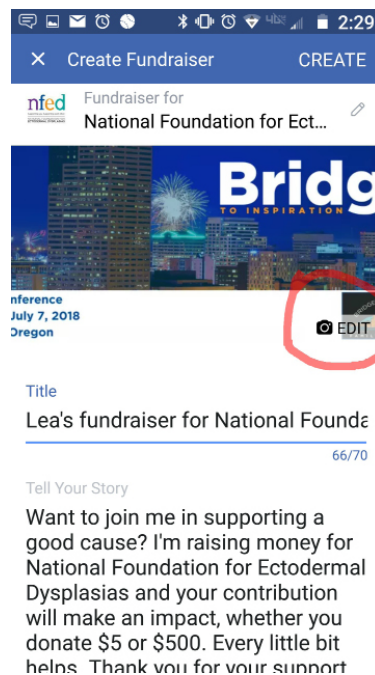 2:29
Create Fundraiser CREATE
nfed
Fundraiser for
National Foundation for Ect...
Bridg
TO INSPIRATION
nference
July 7, 2018
Oregon
EDIT
Title
Lea's fundraiser for National Founda
66/70
Tell Your Story
Want to join me in supporting a
good cause? I'm raising money for
National Foundation for Ectodermal
Dysplasias and your contribution
will make an impact, whether you
donate $5 or $500. Every little bit
helps. Thank you for your support